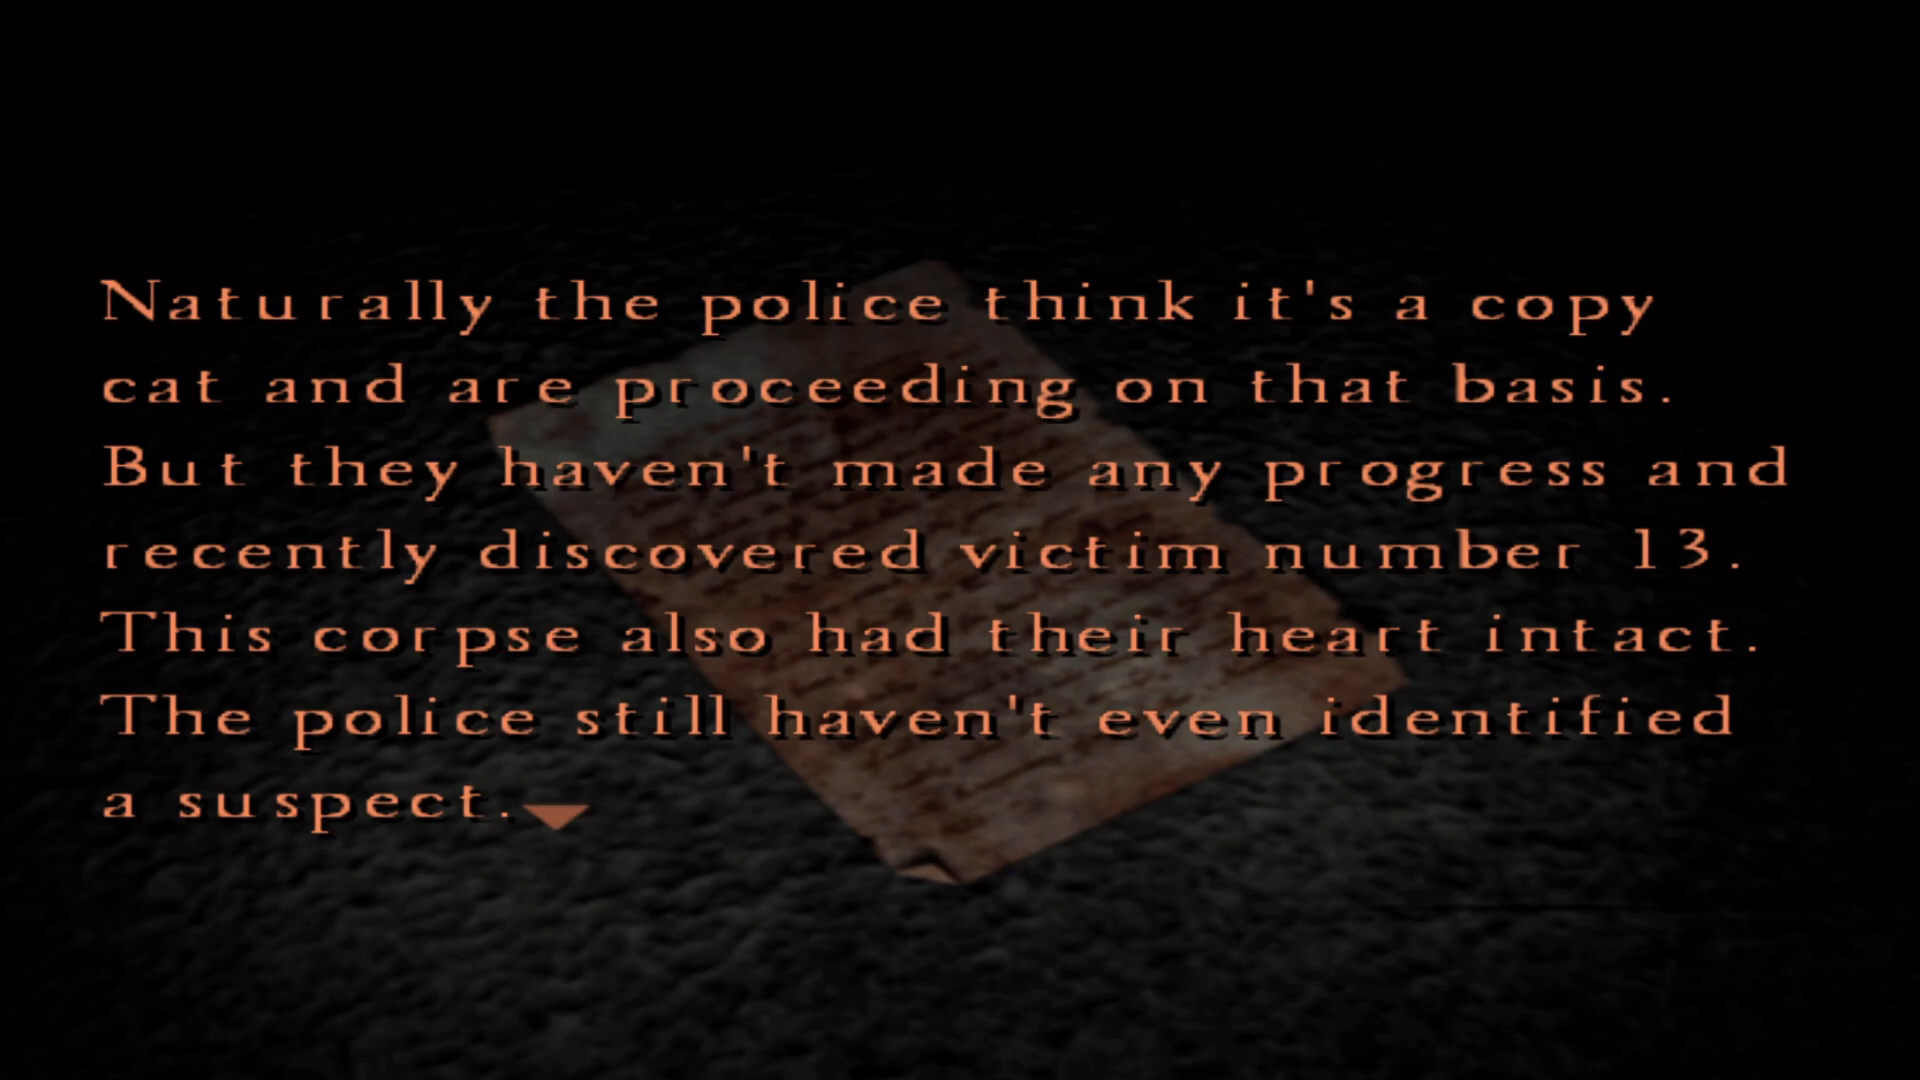 Naturally the police think it's a copy
cat and are proceeding on that basis.
But they haven't made any progress and
recently discovered victim number 13.
This corpse also had their heart intact.
The police still haven't even identified
a suspect.